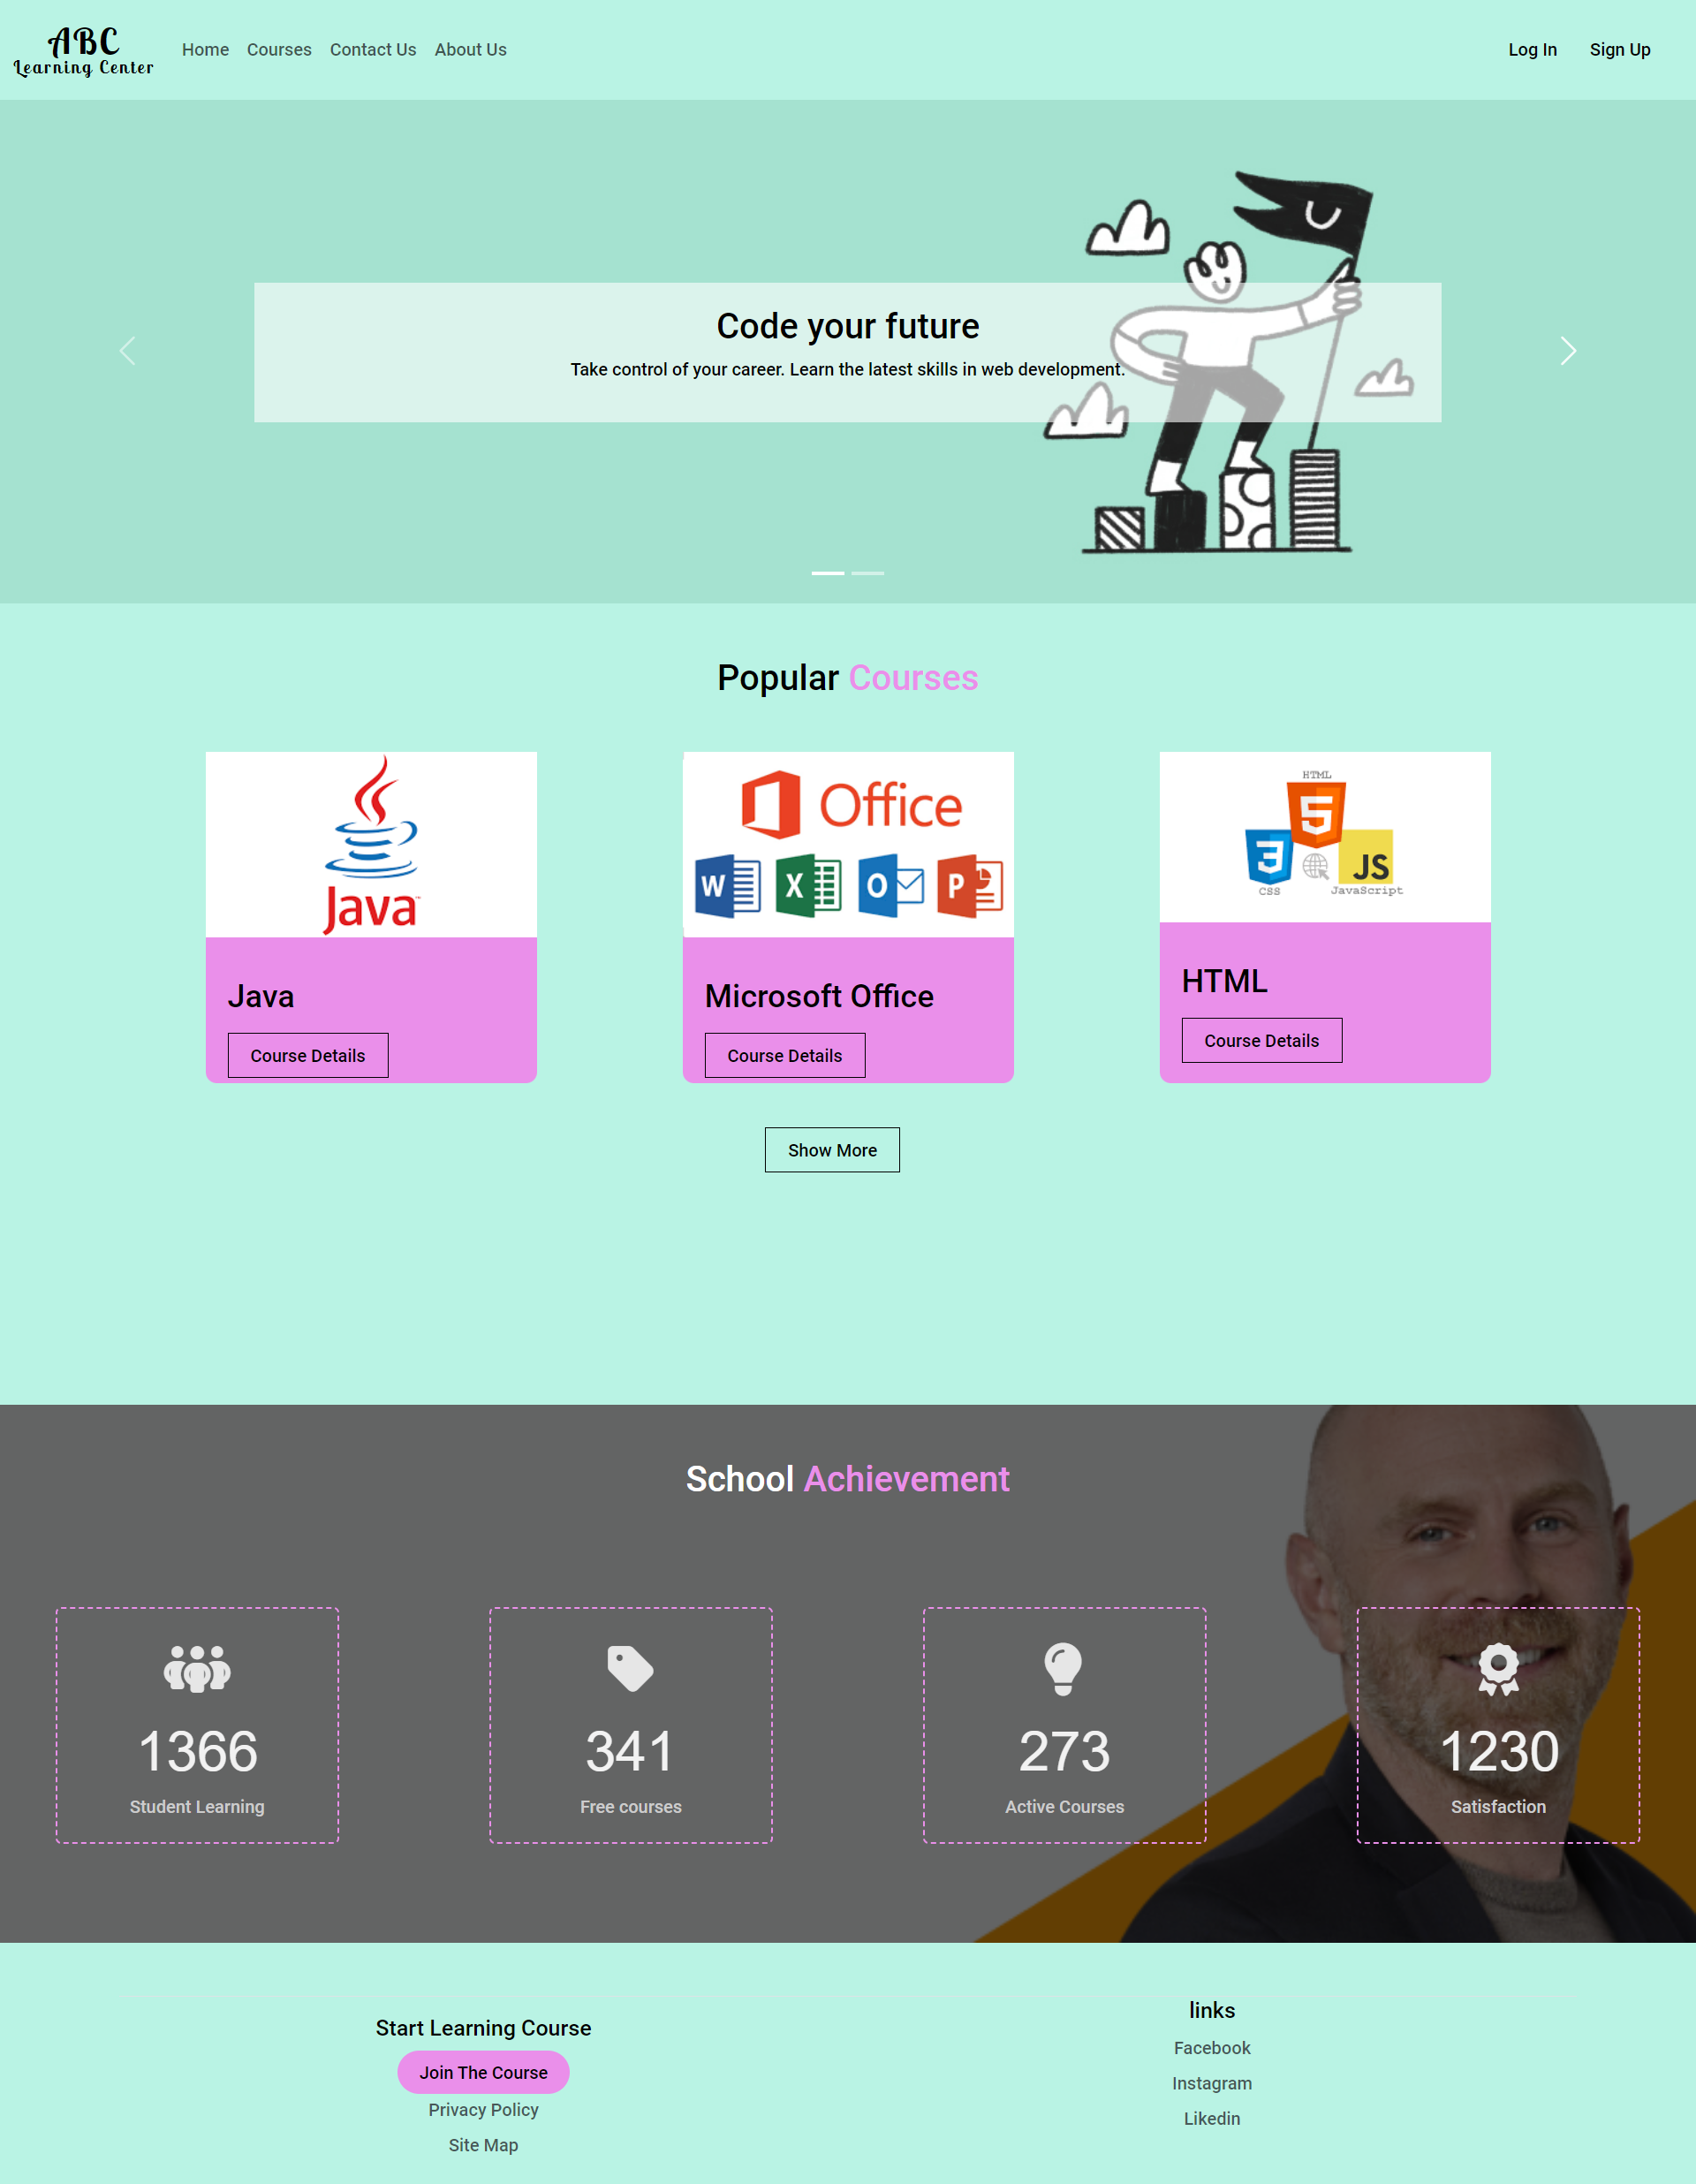 ABC
Learning Center
Home Courses Contact Us About Us
Log In Sign Up
Code your future
Take control of your career. Learn the latest skills in web development.
Popular Courses
Java
Java
Course Details
Office
W X O P
Microsoft Office
Course Details
HTML
5
3 JS
CSS JavaScript
HTML
Course Details
Show More
School Achievement
1366
Student Learning
341
Free courses
273
Active Courses
1230
Satisfaction
Start Learning Course
Join The Course
Privacy Policy
Site Map
links
Facebook
Instagram
Likedin